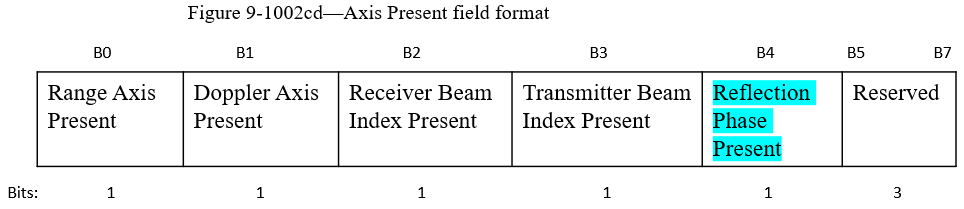 Figure 9-1002cd—Axis Present field format
B0 B1 B2 B3 B4 B5 B7
Range Axis Present
Doppler Axis Present
Receiver Beam Index Present
Transmitter Beam Index Present
Reflection Phase Present
Reserved
Bits: 1 1 1 1 1 3